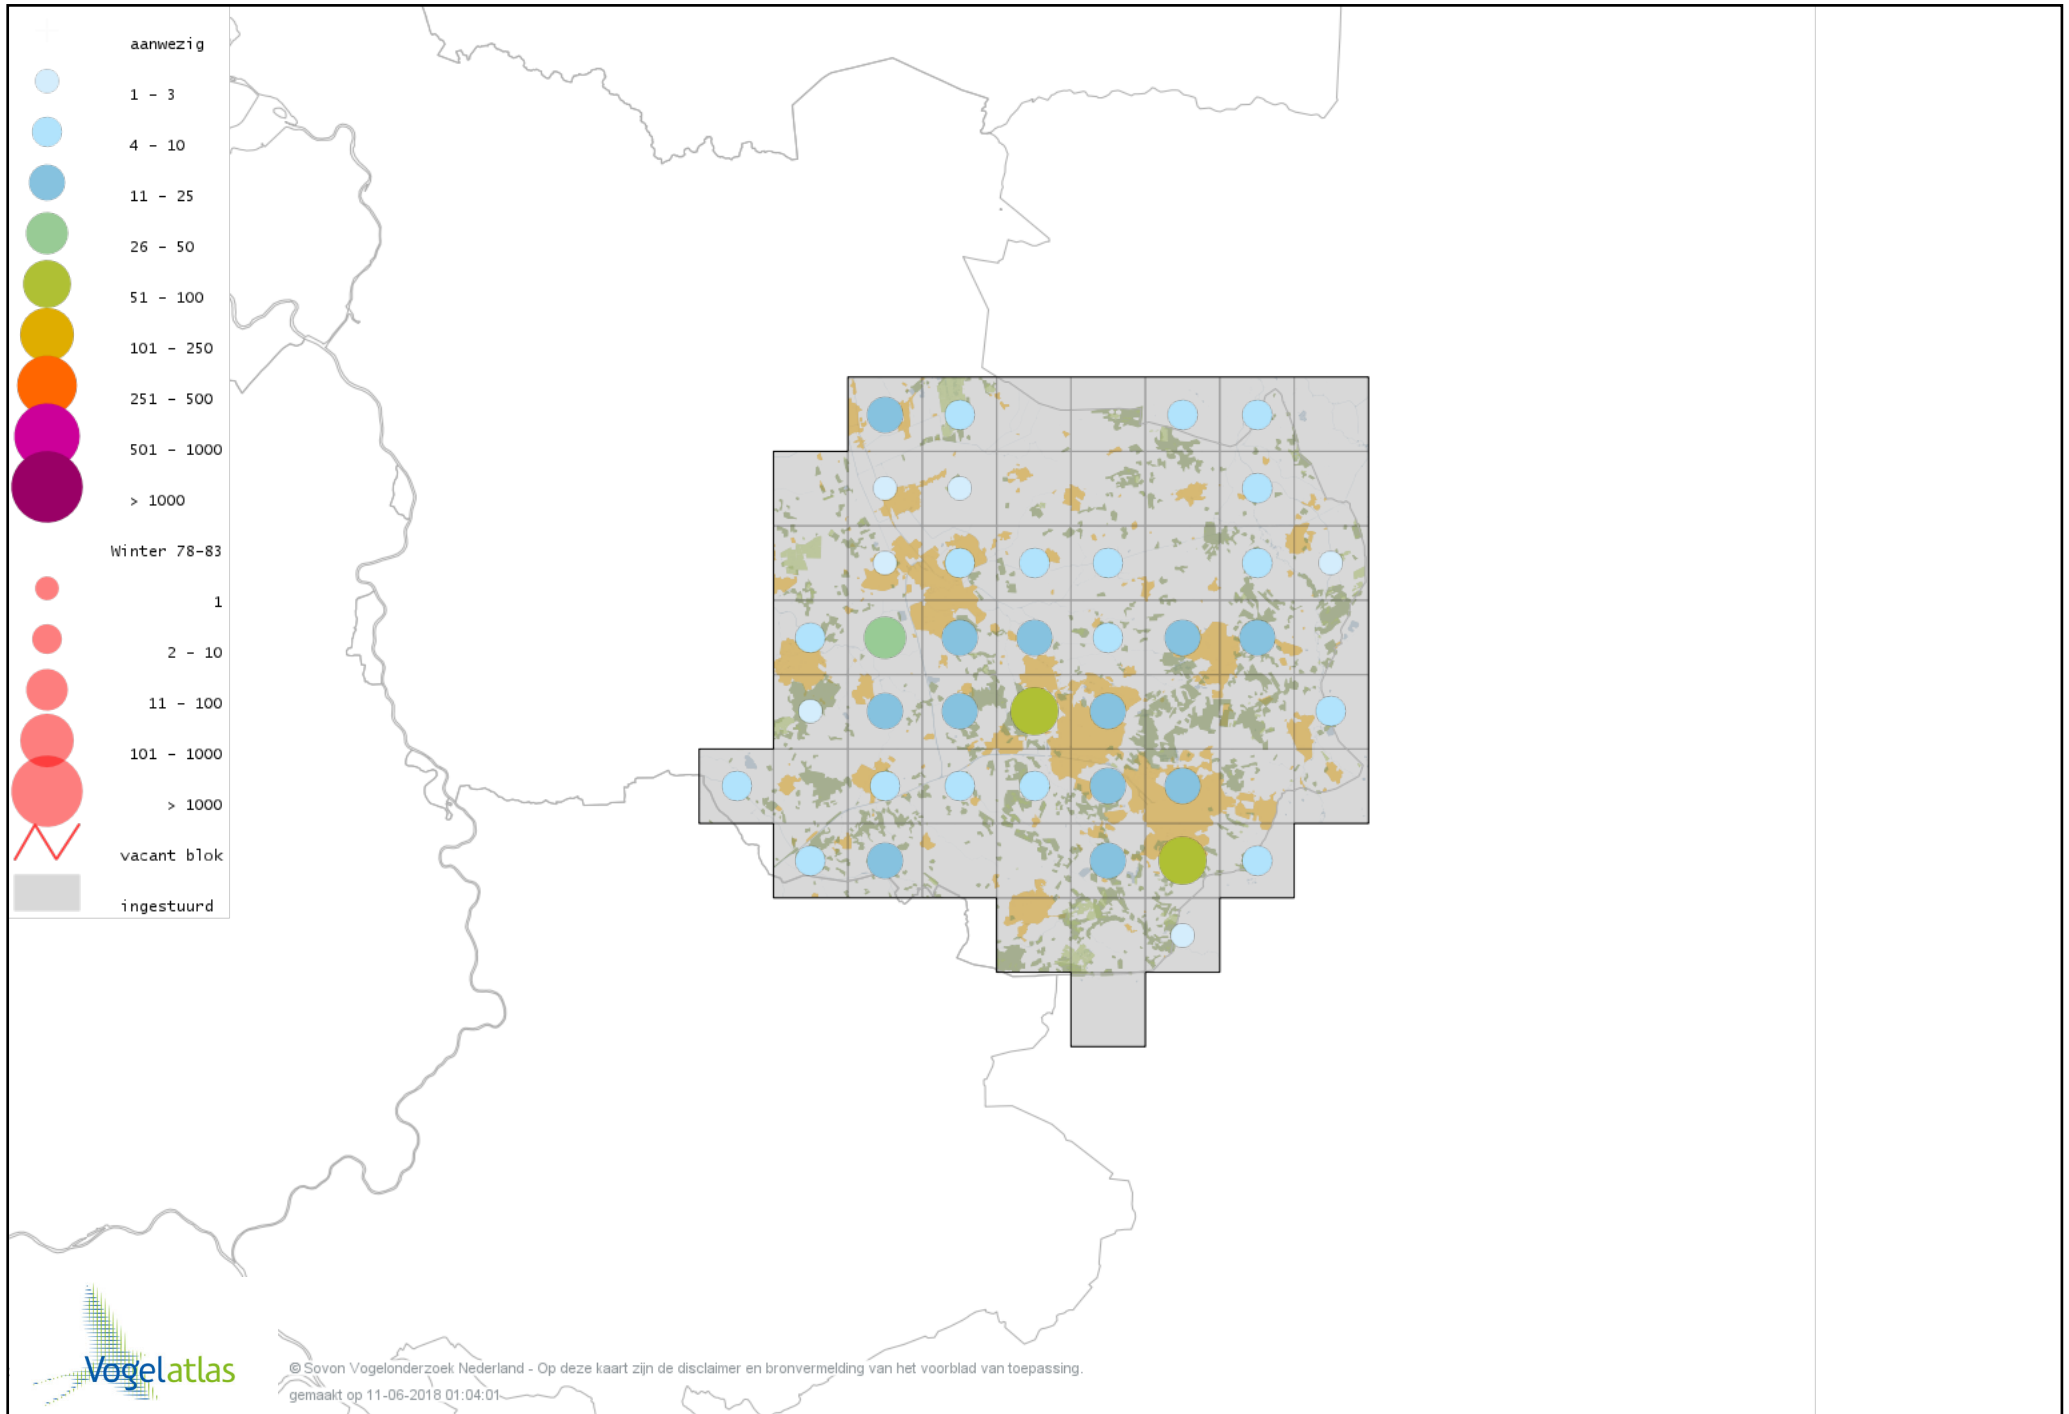 aanwezig
1 - 3
4 - 10
11 - 25
26 - 50
51 - 100
101 - 250
251 - 500
501 - 1000
> 1000
Winter 78-83
1
2 - 10
11 - 100
101 - 1000
> 1000
vacant blok
ingestuurd
Vogelatlas
© Sovon Vogelonderzoek Nederland - Op deze kaart zijn de disclaimer en bronvermelding van het voorblad van toepassing.
gemaakt op 11-06-2018 01:04:01